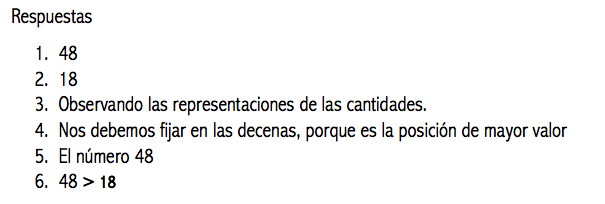 Respuestas
1. 48
2. 18
3. Observando las representaciones de las cantidades.
4. Nos debemos fijar en las decenas, porque es la posición de mayor valor
5. El número 48
6. 48 > 18